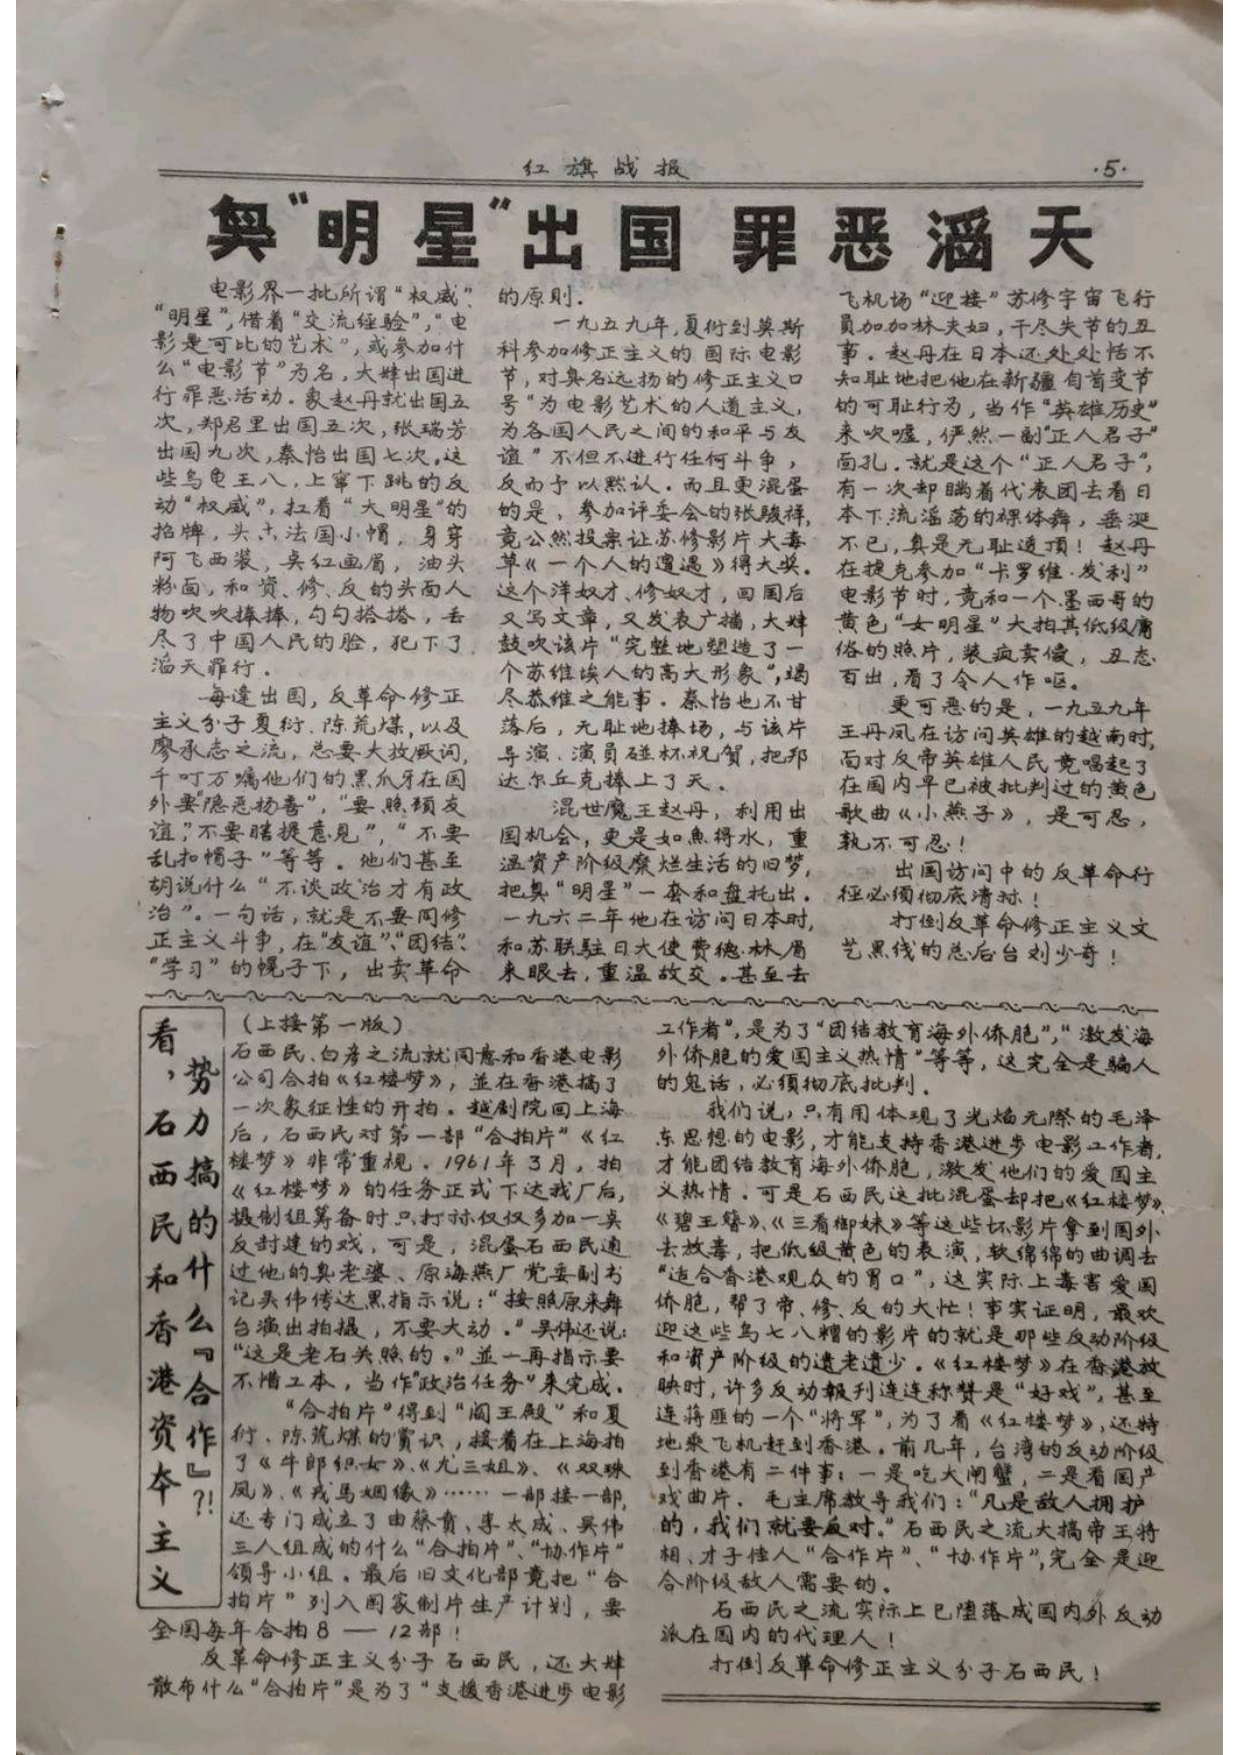 红旗战报
·5·
臭“明星”出国罪恶滔天
电影界一批所谓“权威”、
“明星”，借着“交流经验”，“电
影是可比的艺术”，或参加什
么“电影节”为名，大肆出国进
行罪恶活动。象赵丹就出国五
次，郑君里出国五次，张瑞芳
出国九次，秦怡出国七次。这
些乌龟王八，上窜下跳的反
动“权威”，扛着“大明星”的
招牌，头戴法国小帽，身穿
阿飞西装，点红画眉，油头
粉面，和资、修、反的头面人
物吹吹捧捧，勾勾搭搭，丢
尽了中国人民的脸，犯下了
滔天罪行。
每逢出国，反革命修正
主义分子夏衍、陈荒煤，以及
廖承志之流，总要大放厥词，
千叮万嘱他们的黑爪牙在国
外要“隐恶扬善”，“要照顾友
谊”，“不要瞎提意见”，“不要
乱扣帽子”等等。他们甚至
胡说什么“不谈政治才有政
治”。一句话，就是不要同修
正主义斗争，在“友谊”、“团结”、
“学习”的幌子下，出卖革命
的原则．
一九五九年，夏衍到莫斯
科参加修正主义的国际电影
节，对臭名远扬的修正主义口
号“为电影艺术的人道主义，
为各国人民之间的和平与友
谊”不但不进行任何斗争，
反而予以默认．而且更混蛋
的是，参加评委会的张骏祥，
竟公然投票让苏修影片大毒
草《一个人的遭遇》得大奖．
这个洋奴才、修奴才，回国后
又写文章，又发表广播，大肆
鼓吹该片“完整地塑造了一
个苏维埃人的高大形象”，竭
尽恭维之能事．秦怡也不甘
落后，无耻地捧场，与该片
导演、演员碰杯祝贺，把邦
达尔丘克捧上了天。
混世魔王赵丹，利用出
国机会，更是如鱼得水，重
温资产阶级糜烂生活的旧梦，
把臭“明星”一套和盘托出．
一九六二年他在访问日本时，
和苏联驻日大使费德林眉
来眼去，重温故交．甚至去
飞机场“迎接”苏修宇宙飞行
员加加林夫妇，干尽失节的丑
事．赵丹在日本还处处恬不
知耻地把他在新疆自首变节
的可耻行为，当作“英雄历史”
来吹嘘，俨然一副“正人君子”
面孔．就是这个“正人君子”，
有一次却瞒着代表团去看日
本下流淫荡的裸体舞，垂涎
不已，真是无耻透顶！赵丹
在捷克参加“卡罗维·发利”
电影节时，竟和一个墨西哥的
黄色“女明星”大拍其低级庸
俗的照片，装疯卖傻，丑态
百出，看了令人作呕。
更可恶的是，一九五九年
王丹凤在访问英雄的越南时，
面对反帝英雄人民竟唱起了
在国内早已被批判过的黄色
歌曲《小燕子》，是可忍，
孰不可忍！
出国访问中的反革命行
径必须彻底清祘！
打倒反革命修正主义文
艺黑线的总后台刘少奇！
看，石西民和香港资本主义
势力搞的什么『合作』？！
（上接第一版）
石西民、白彦之流就同意和香港电影
公司合拍《红楼梦》，並在香港搞了
一次象征性的开拍．越剧院回上海
后，石西民对第一部“合拍片”《红
楼梦》非常重视．1961年3月，拍
《红楼梦》的任务正式下达我厂后，
摄制组筹备时只打祘仅仅多加一点
反封建的戏，可是，混蛋石西民通
过他的臭老婆、原海燕厂党委副书
记吴伟传达黑指示说：“按照原来舞
台演出拍摄，不要大动．”吴伟还说：
“这是老石关照的．”並一再指示要
不惜工本，当作“政治任务”来完成．
“合拍片”得到“阎王殿”和夏
衍、陈荒煤的赏识，接着在上海拍
了《牛郎织女》、《尤三姐》、《双珠
凤》、《戎马姻缘》……一部接一部，
还专门成立了由蔡贲、李太成、吴伟
三人组成的什么“合拍片”、“协作片”
领导小组．最后旧文化部竟把“合
拍片”列入国家制片生产计划，要
全国每年合拍8—12部！
反革命修正主义分子石西民，还大肆
散布什么“合拍片”是为了“支援香港进步电影
工作者”，是为了“团结教育海外侨胞”，“激发海
外侨胞的爱国主义热情”等等，这完全是骗人
的鬼话，必须彻底批判．
我们说，只有用体现了光焰无际的毛泽
东思想的电影，才能支持香港进步电影工作者，
才能团结教育海外侨胞，激发他们的爱国主
义热情．可是石西民这批混蛋却把《红楼梦》、
《碧玉簪》、《三看御妹》等这些坏影片拿到国外
去放毒，把低级黄色的表演，软绵绵的曲调去
“适合香港观众的胃口”，这实际上毒害爱国
侨胞，帮了帝、修、反的大忙！事实证明，最欢
迎这些乌七八糟的影片的就是那些反动阶级
和资产阶级的遗老遗少．《红楼梦》在香港放
映时，许多反动報刊连连称赞是“好戏”，甚至
连蒋匪的一个“将军”，为了看《红楼梦》，还特
地乘飞机赶到香港．前几年，台湾的反动阶级
到香港有二件事：一是吃大闸蟹，二是看国产
戏曲片．毛主席教导我们：“凡是敌人拥护
的，我们就要反对．”石西民之流大搞帝王将
相、才子佳人“合作片”、“协作片”，完全是迎
合阶级敌人需要的．
石西民之流实际上已堕落成国内外反动
派在国内的代理人！
打倒反革命修正主义分子石西民！